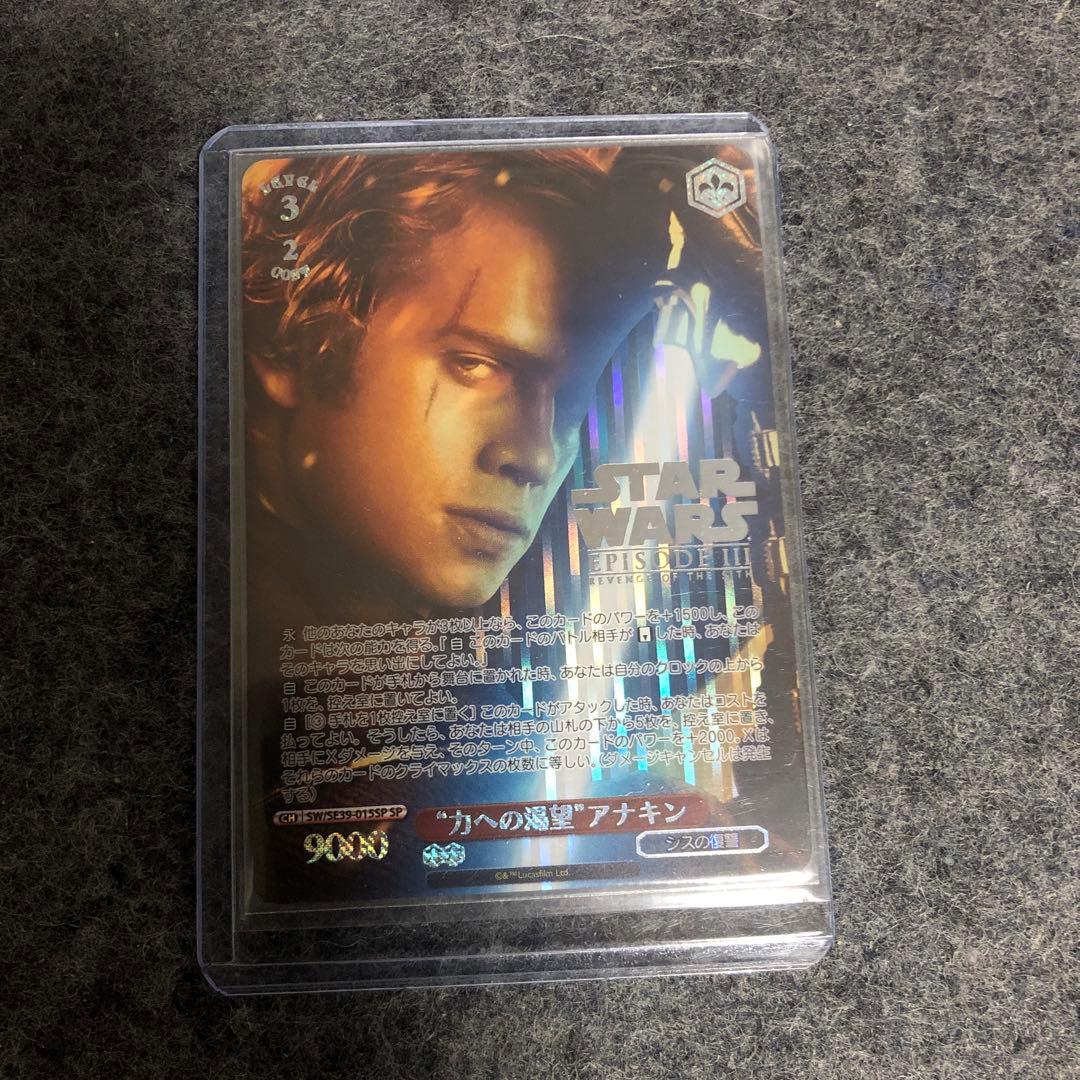 LEVEL
3
2
COST
STAR
WARS
EPISODE III
REVENGE OF THE SITH
永 他のあなたのキャラが3枚以上なら、このカードのパワーを+1500し、この
カードは次の能力を得る。「自 このカードのバトル相手が した時、あなたは
そのキャラを思い出にしてよい。」
自 このカードが手札から舞台に置かれた時、あなたは自分のクロックの上から
1枚を、控え室に置いてよい。
自 [③ 手札を1枚控え室に置く] このカードがアタックした時、あなたはコストを
払ってよい。そうしたら、あなたは相手の山札の下から5枚を、控え室に置き、
相手にXダメージを与え、そのターン中、このカードのパワーを+2000。Xは
それらのカードのクライマックスの枚数に等しい。(ダメージキャンセルは発生
する)
CH SW/SE39-015SP SP
“力への渇望”アナキン
9000
シスの復讐
©&™Lucasfilm Ltd.